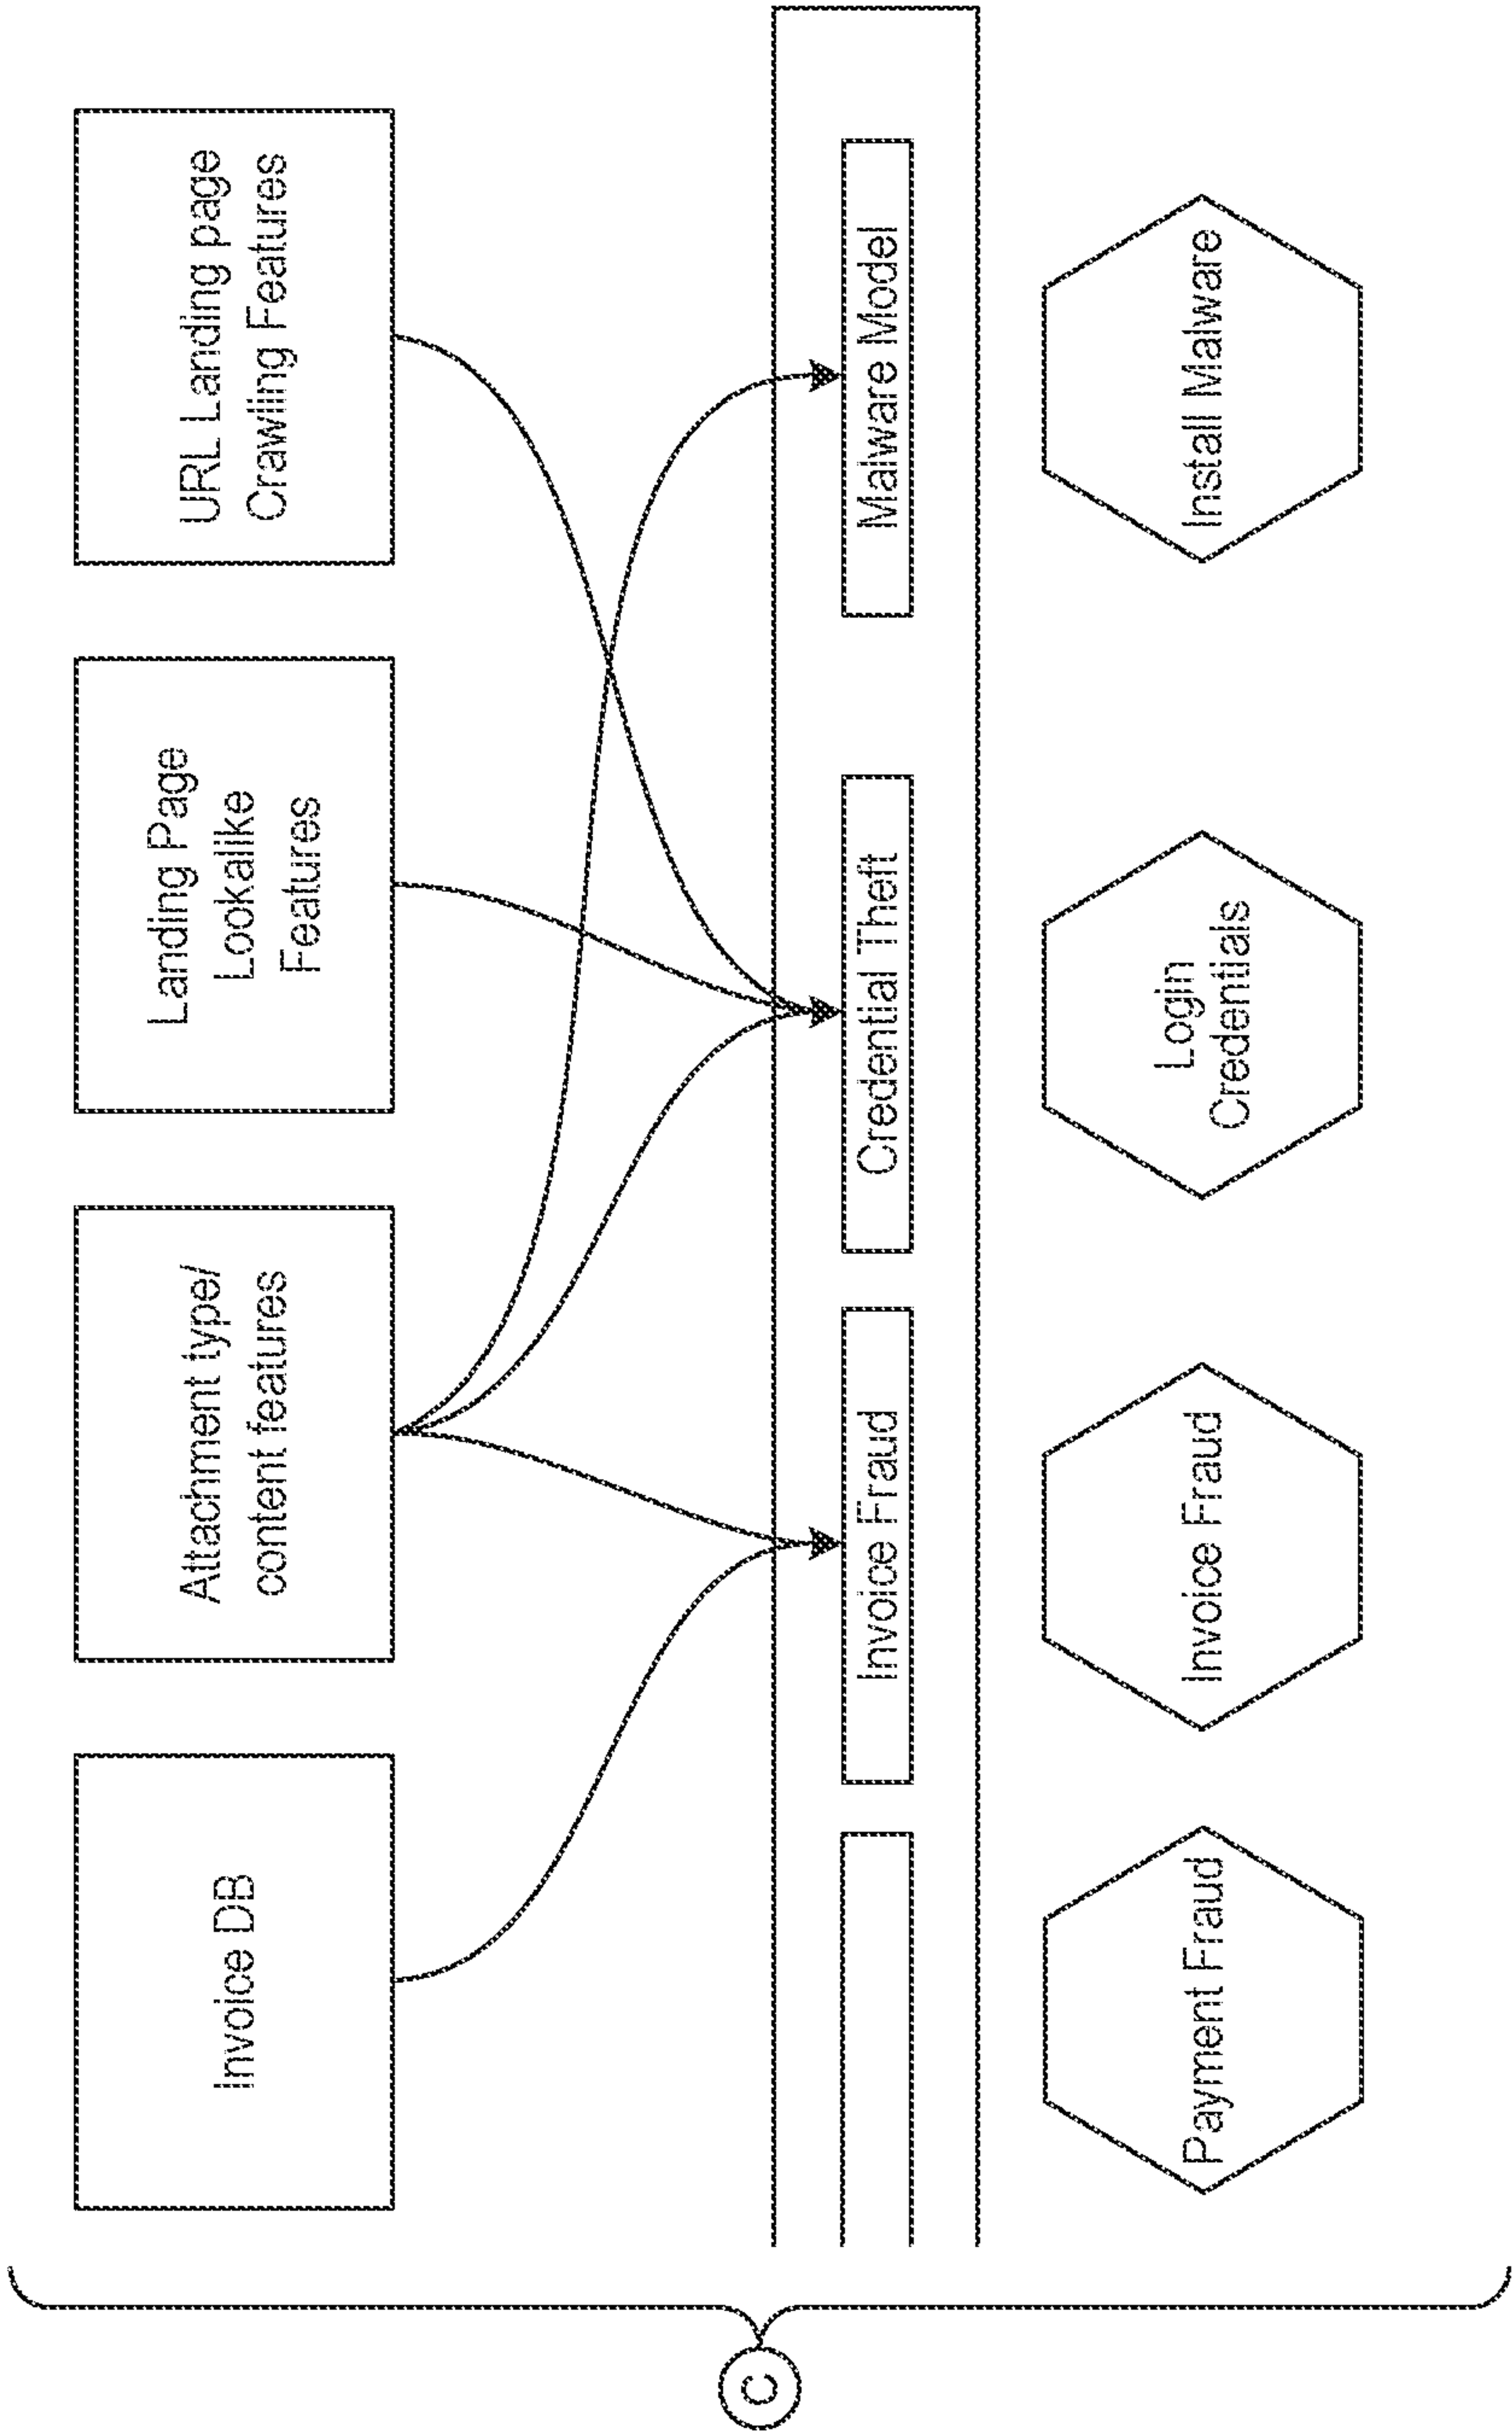 Invoice DB
Attachment type/
content features
Landing Page
Lookalike
Features
URL Landing page
Crawling Features
Invoice Fraud
Credential Theft
Malware Model
Payment Fraud
Invoice Fraud
Login
Credentials
Install Malware
C